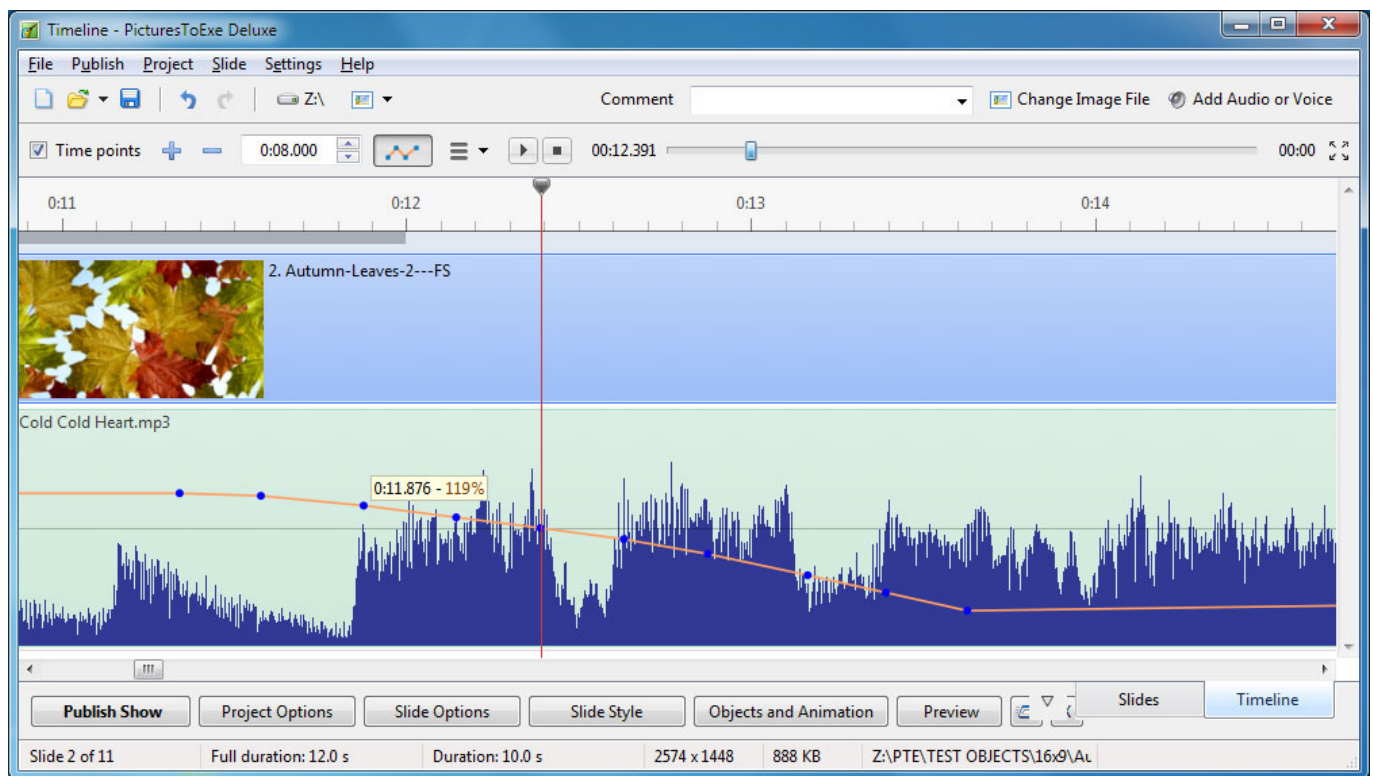 Timeline - PicturesToExe Deluxe
File Publish Project Slide Settings Help
Z:\ Comment Change Image File Add Audio or Voice
Time points 0:08.000 00:12.391 00:00
0:11 0:12 0:13 0:14
2. Autumn-Leaves-2---FS
Cold Cold Heart.mp3
0:11.876 - 119%
Publish Show Project Options Slide Options Slide Style Objects and Animation Preview Slides Timeline
Slide 2 of 11 Full duration: 12.0 s Duration: 10.0 s 2574 x 1448 888 KB Z:\PTE\TEST OBJECTS\16x9\Au